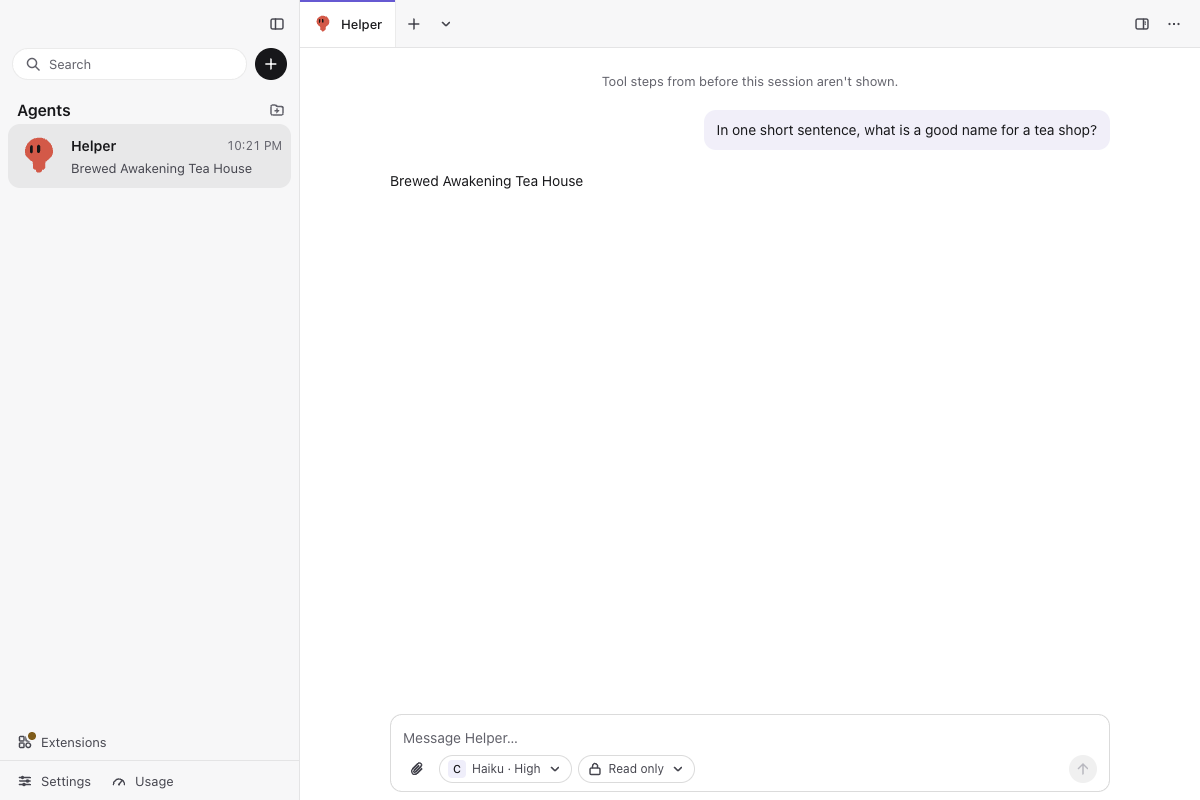 Search
Agents
Helper
10:21 PM
Brewed Awakening Tea House
Extensions
Settings
Usage
Helper
Tool steps from before this session aren't shown.
In one short sentence, what is a good name for a tea shop?
Brewed Awakening Tea House
Message Helper...
C Haiku · High
Read only